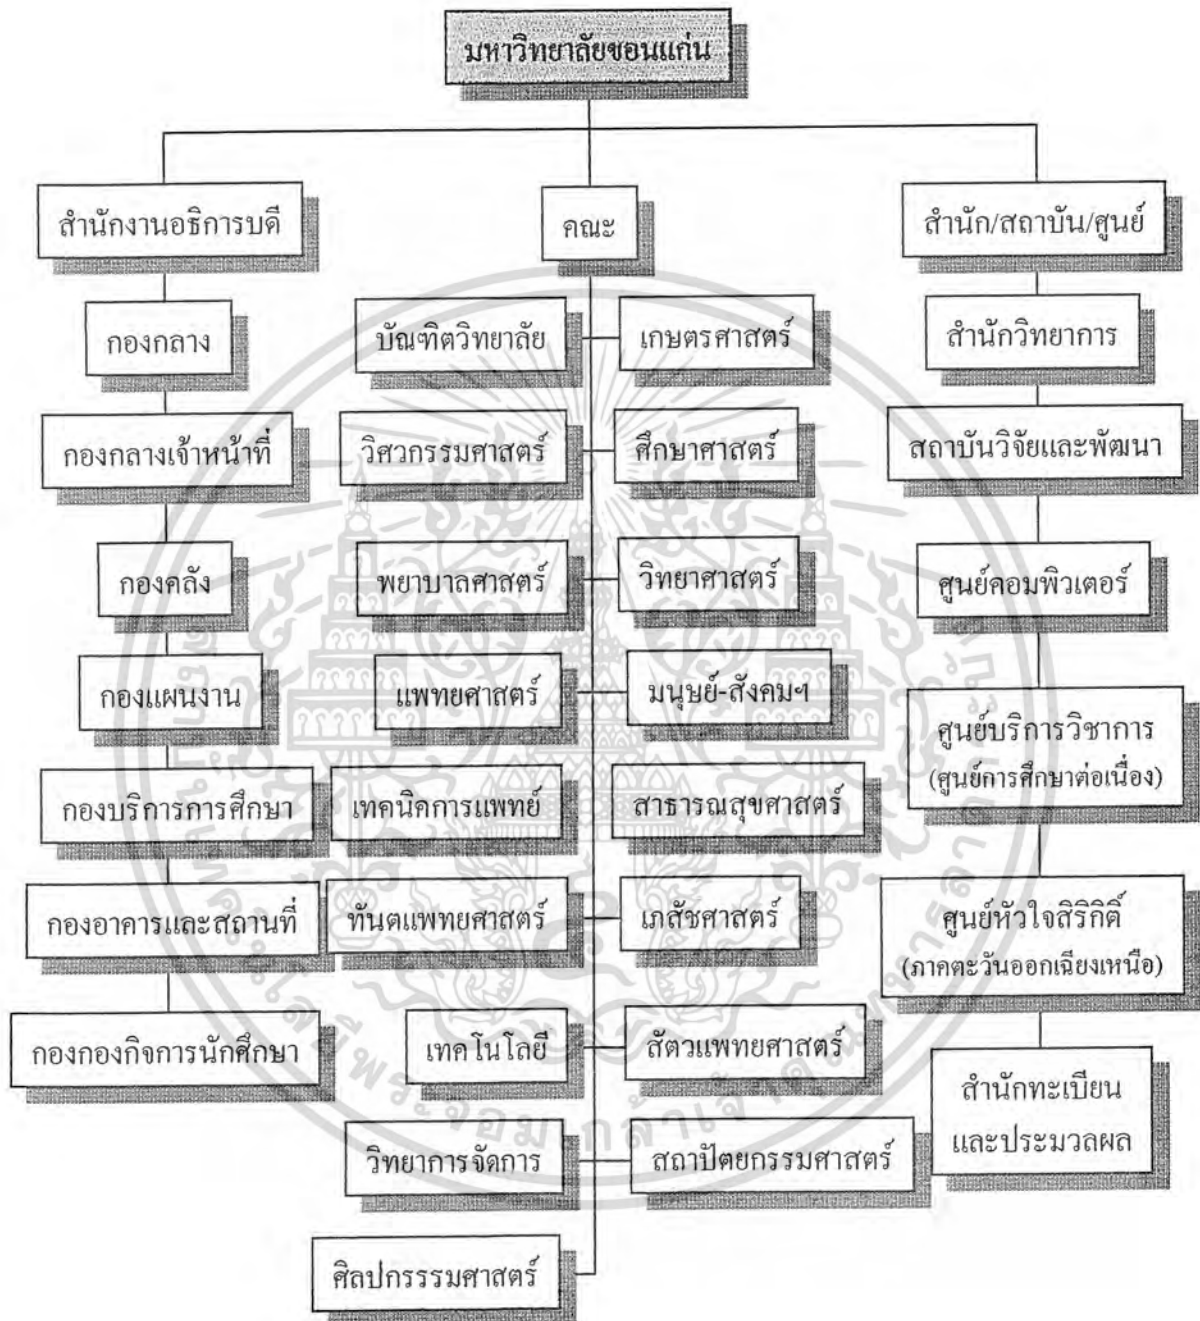 มหาวิทยาลัยขอนแก่น
สำนักงานอธิการบดี
คณะ
สำนัก/สถาบัน/ศูนย์
กองกลาง
บัณฑิตวิทยาลัย
เกษตรศาสตร์
สำนักวิทยาการ
กองกลางเจ้าหน้าที่
วิศวกรรมศาสตร์
ศึกษาศาสตร์
สถาบันวิจัยและพัฒนา
กองคลัง
พยาบาลศาสตร์
วิทยาศาสตร์
ศูนย์คอมพิวเตอร์
กองแผนงาน
แพทยศาสตร์
มนุษย์-สังคมฯ
ศูนย์บริการวิชาการ
(ศูนย์การศึกษาต่อเนื่อง)
กองบริการการศึกษา
เทคนิคการแพทย์
สาธารณสุขศาสตร์
กองอาคารและสถานที่
ทันตแพทยศาสตร์
เภสัชศาสตร์
ศูนย์หัวใจสิริกิติ์
(ภาคตะวันออกเฉียงเหนือ)
กองกองกิจการนักศึกษา
เทคโนโลยี
สัตวแพทยศาสตร์
สำนักทะเบียน
และประมวลผล
วิทยาการจัดการ
สถาปัตยกรรมศาสตร์
ศิลปกรรรมศาสตร์